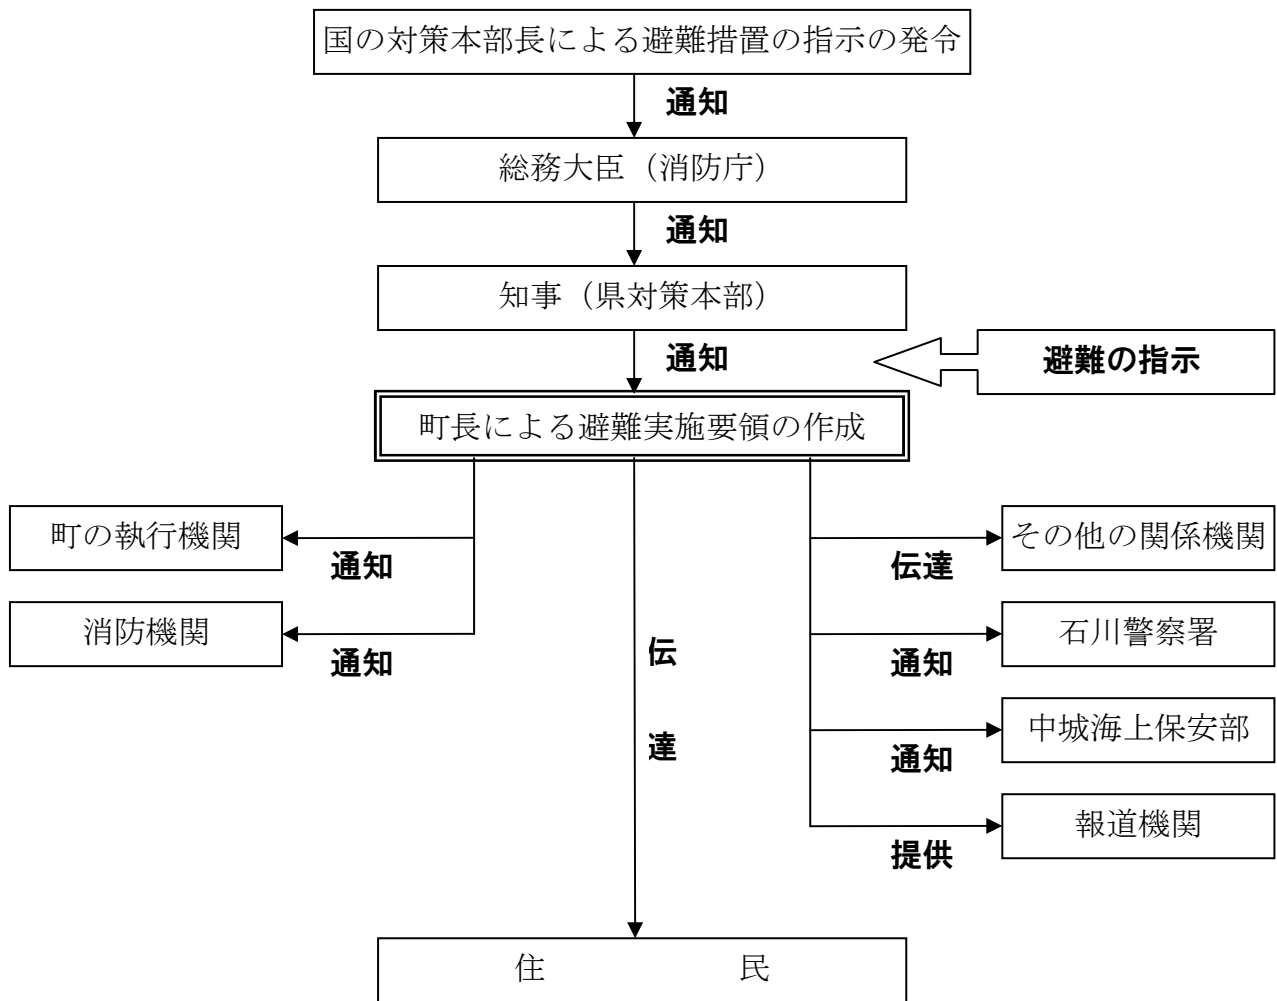 国の対策本部長による避難措置の指示の発令
通知
総務大臣（消防庁）
通知
知事（県対策本部）
通知
避難の指示
町長による避難実施要領の作成
町の執行機関
通知
その他の関係機関
伝達
消防機関
通知
伝達
石川警察署
通知
中城海上保安部
通知
報道機関
提供
住　　　　　　　民